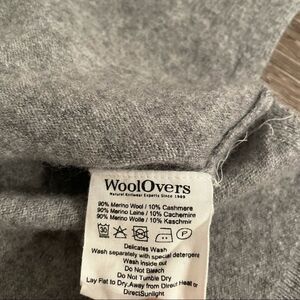 WoolOvers
Natural Knitwear Experts Since 1989
90% Merino Wool / 10% Cashmere
90% Merino Laine / 10% Cachemire
90% Merino Wolle / 10% Kaschmir
30 P
Delicates Wash
Wash separately with special detergent
Wash Inside out
Do Not Bleach
Do Not Tumble Dry
Lay Flat to Dry,Away from Direct Heat or
DirectSunlight